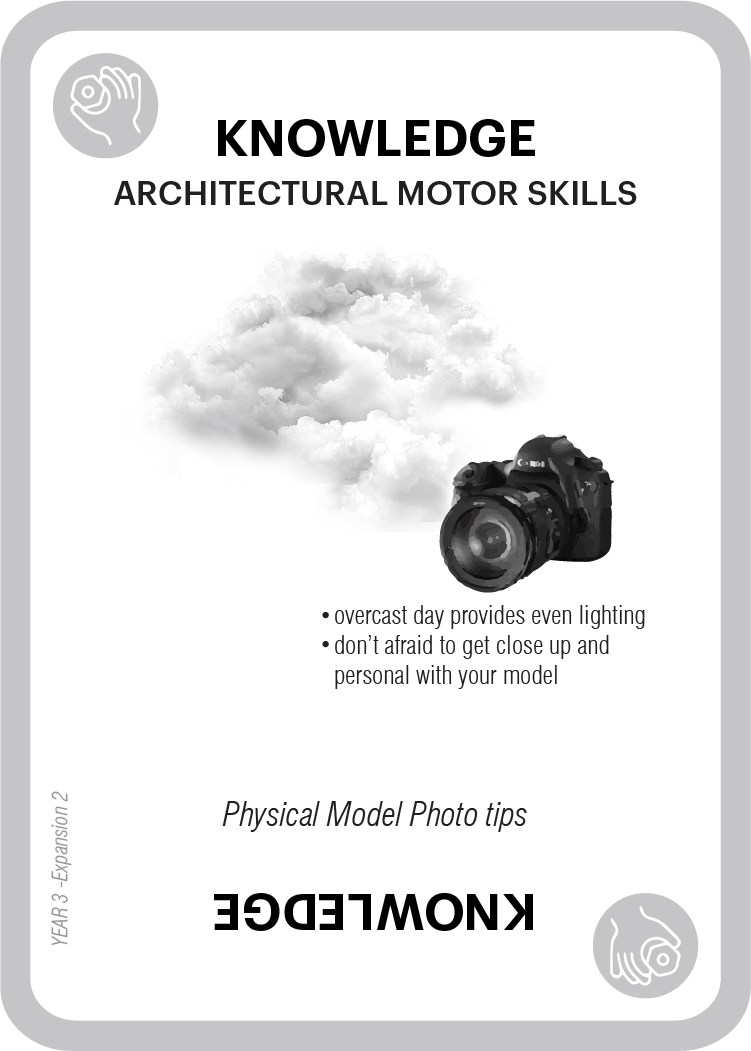 KNOWLEDGE
ARCHITECTURAL MOTOR SKILLS
• overcast day provides even lighting
• don't afraid to get close up and
personal with your model
Physical Model Photo tips
YEAR 3 -Expansion 2
KNOWLEDGE